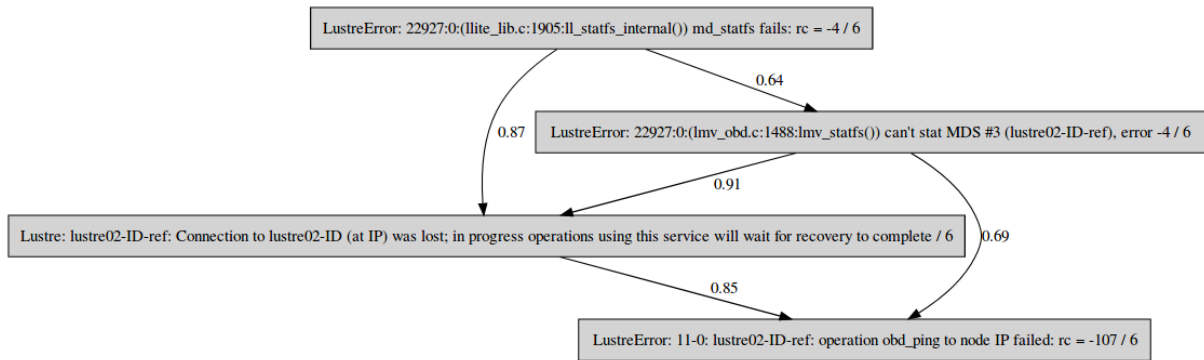 LustreError: 22927:0:(llite_lib.c:1905:ll_statfs_internal()) md_statfs fails: rc = -4 / 6
0.64
0.87
LustreError: 22927:0:(lmv_obd.c:1488:lmv_statfs()) can't stat MDS #3 (lustre02-ID-ref), error -4 / 6
0.91
Lustre: lustre02-ID-ref: Connection to lustre02-ID (at IP) was lost; in progress operations using this service will wait for recovery to complete / 6
0.69
0.85
LustreError: 11-0: lustre02-ID-ref: operation obd_ping to node IP failed: rc = -107 / 6